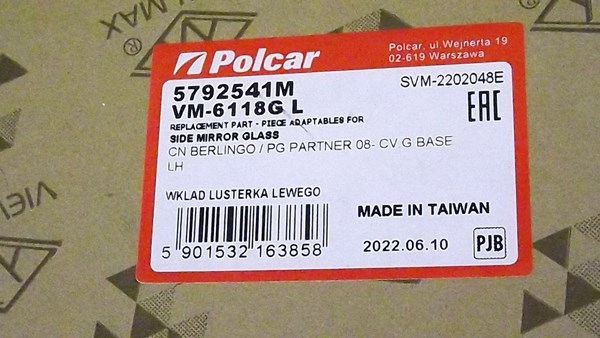 Polcar
Polcar, ul Wejnerta 19
02-619 Warszawa
5792541M
SVM-2202048E
VM-6118G L
EAC
REPLACEMENT PART - PIECE ADAPTABLES FOR
SIDE MIRROR GLASS
CN BERLINGO / PG PARTNER 08- CV G BASE
LH
WKLAD LUSTERKA LEWEGO
MADE IN TAIWAN
5 901532 163858
2022.06.10
PJB
MAX
VIEW